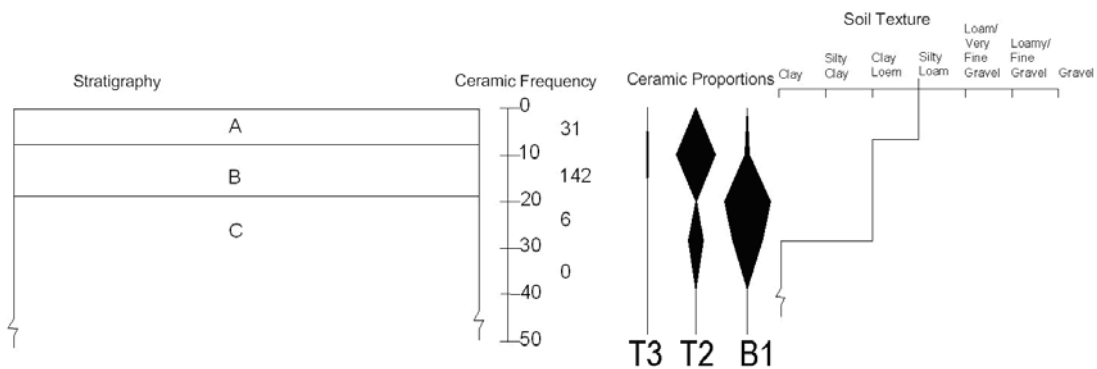 Soil Texture
Stratigraphy
Ceramic Frequency
Ceramic Proportions
Clay
Silty
Clay
Clay
Loem
Silty
Loam
Loam/
Very
Fine
Gravel
Loamy/
Fine
Gravel
Gravel
A
B
C
0
10
20
30
40
50
31
142
6
0
T3 T2 B1